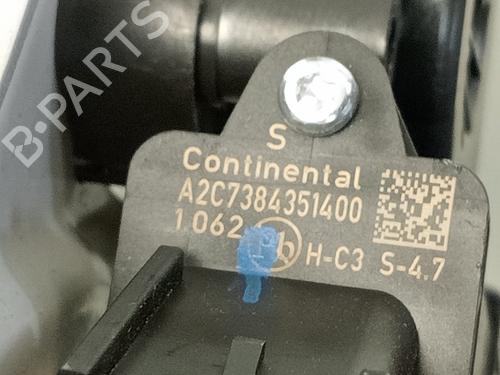 B-PARTS
S
Continental
A2C7384351400
1.062 b H-C3 S-4.7